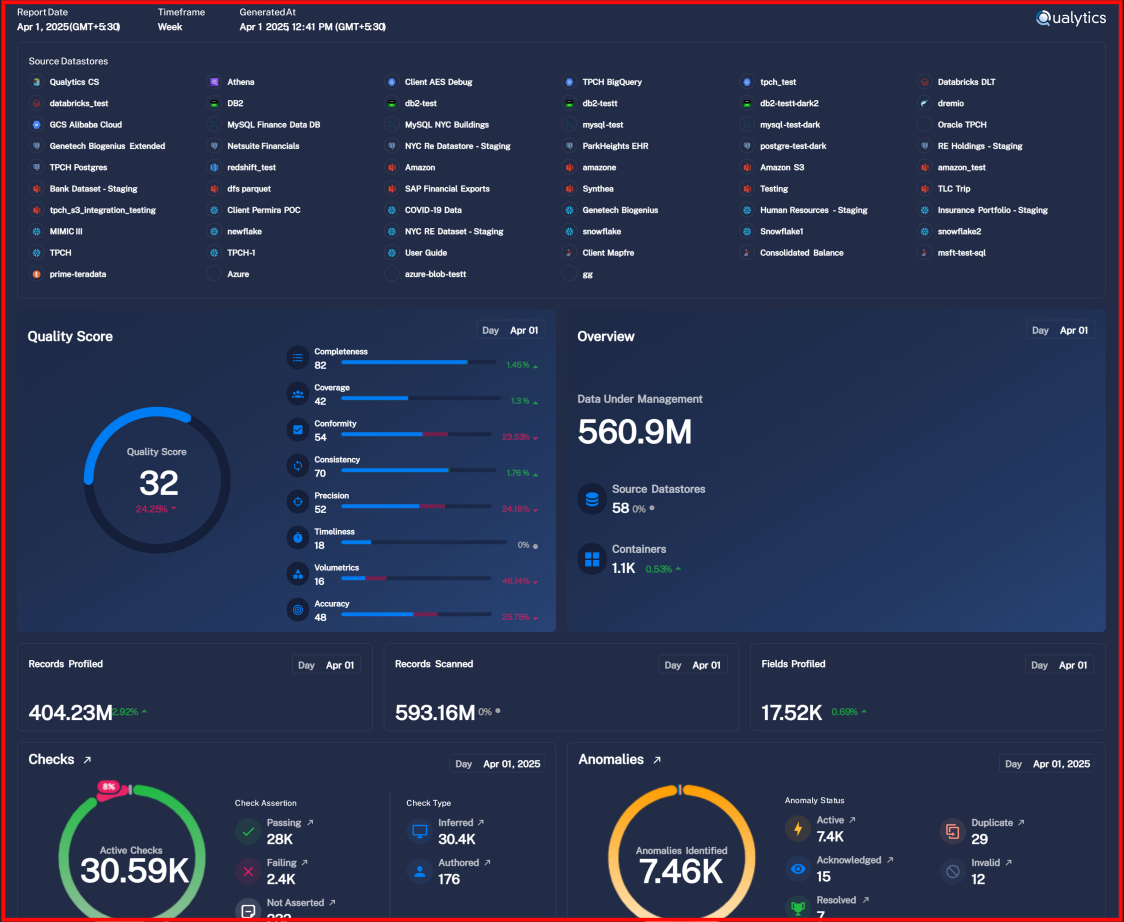 Report Date Timeframe Generated At
Apr 1, 2025(GMT+5:30) Week Apr 1 2025, 12:41 PM (GMT+5:30)
Qualytics
Source Datastores
Qualytics CS Athena Client AES Debug TPCH BigQuery tpch_test Databricks DLT
databricks_test DB2 db2-test db2-testt db2-testt-dark2 dremio
GCS Alibaba Cloud MySQL Finance Data DB MySQL NYC Buildings mysql-test mysql-test-dark Oracle TPCH
Genetech Biogenius Extended Netsuite Financials NYC Re Datastore - Staging ParkHeights EHR postgre-test-dark RE Holdings - Staging
TPCH Postgres redshift_test Amazon amazone Amazon S3 amazon_test
Bank Dataset - Staging dfs parquet SAP Financial Exports Synthea Testing TLC Trip
tpch_s3_integration_testing Client Permira POC COVID-19 Data Genetech Biogenius Human Resources - Staging Insurance Portfolio - Staging
MIMIC III newflake NYC RE Dataset - Staging snowflake Snowflake1 snowflake2
TPCH TPCH-1 User Guide Client Mapfre Consolidated Balance msft-test-sql
prime-teradata Azure azure-blob-testt gg
Quality Score Day Apr 01
Quality Score
32
24.25%
Completeness
82 1.45%
Coverage
42 1.3%
Conformity
54 23.53%
Consistency
70 1.76%
Precision
52 24.18%
Timeliness
18 0%
Volumetrics
16 46.14%
Accuracy
48 25.73%
Overview Day Apr 01
Data Under Management
560.9M
Source Datastores
58 0%
Containers
1.1K 0.53%
Records Profiled Day Apr 01
404.23M 2.92%
Records Scanned Day Apr 01
593.16M 0%
Fields Profiled Day Apr 01
17.52K 0.69%
Checks Day Apr 01, 2025
8%
Active Checks
30.59K
Check Assertion
Passing
28K
Failing
2.4K
Not Asserted
Check Type
Inferred
30.4K
Authored
176
Anomalies Day Apr 01, 2025
Anomalies Identified
7.46K
Anomaly Status
Active
7.4K
Acknowledged
15
Resolved
7
Duplicate
29
Invalid
12